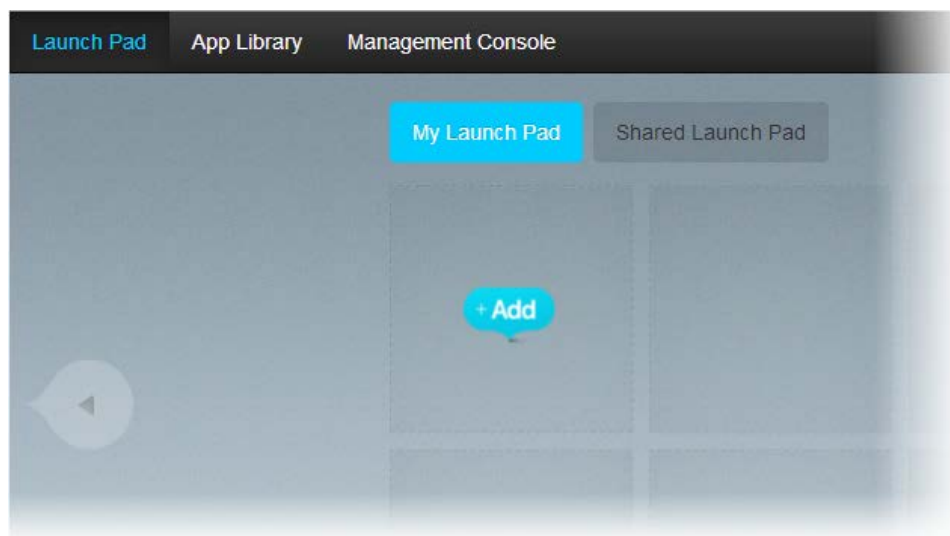 Launch Pad App Library Management Console
My Launch Pad Shared Launch Pad
+ Add